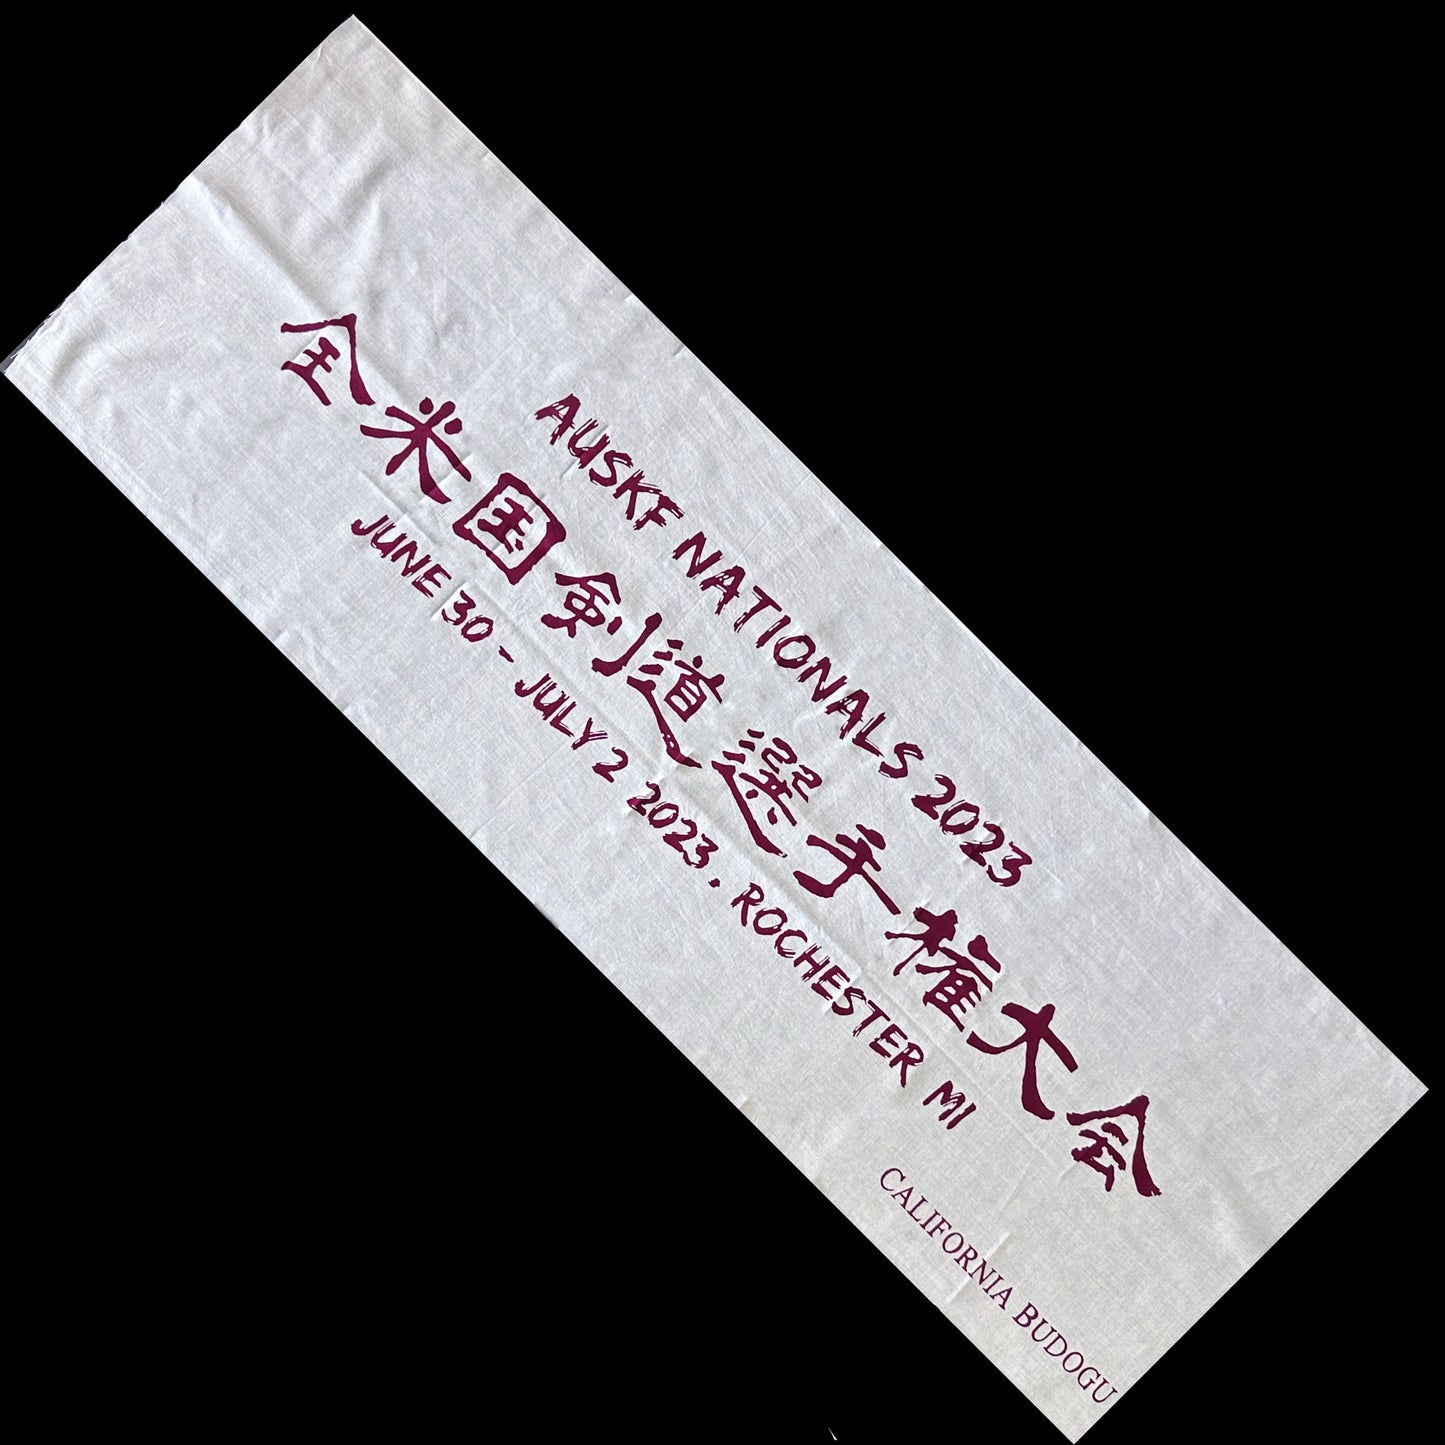 AUSKF NATIONALS 2023
全米国剣道選手権大会
JUNE 30 - JULY 2 2023 . ROCHESTER MI
CALIFORNIA BUDOGU